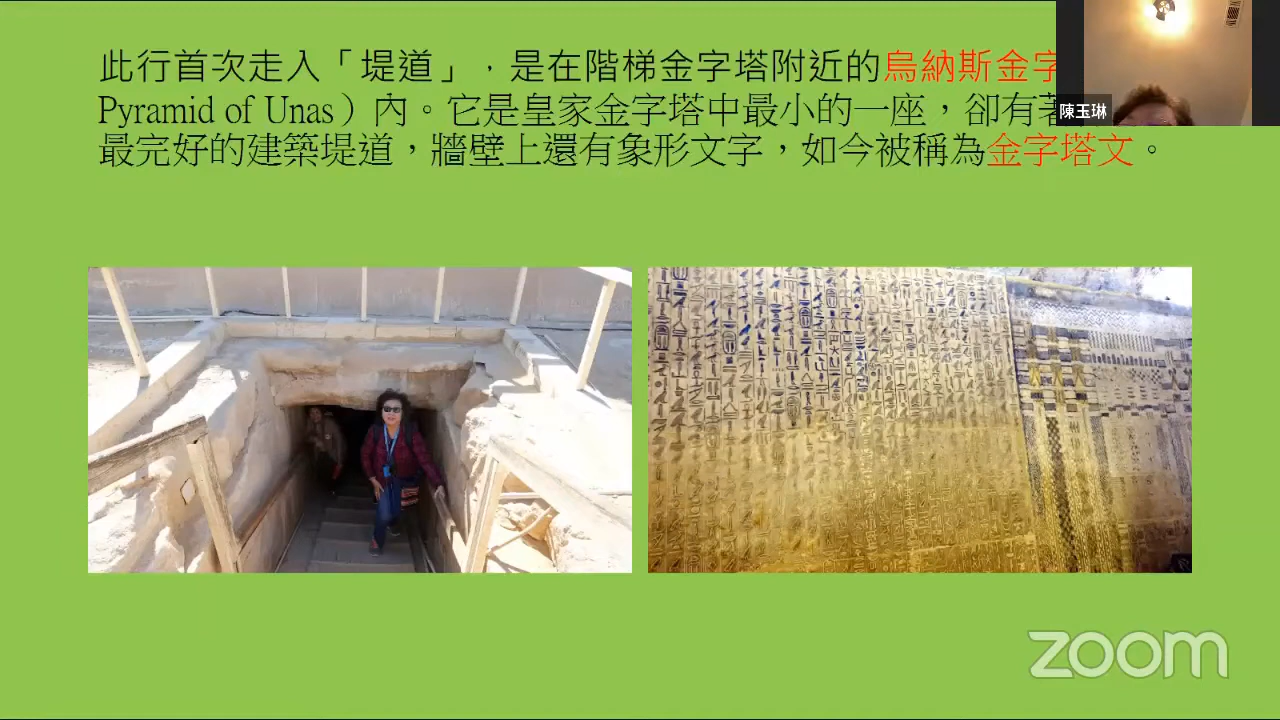 此行首次走入「堤道」，是在階梯金字塔附近的烏納斯金字
Pyramid of Unas）內。它是皇家金字塔中最小的一座，卻有著
最完好的建築堤道，牆壁上還有象形文字，如今被稱為金字塔文。
陳玉琳
zoom